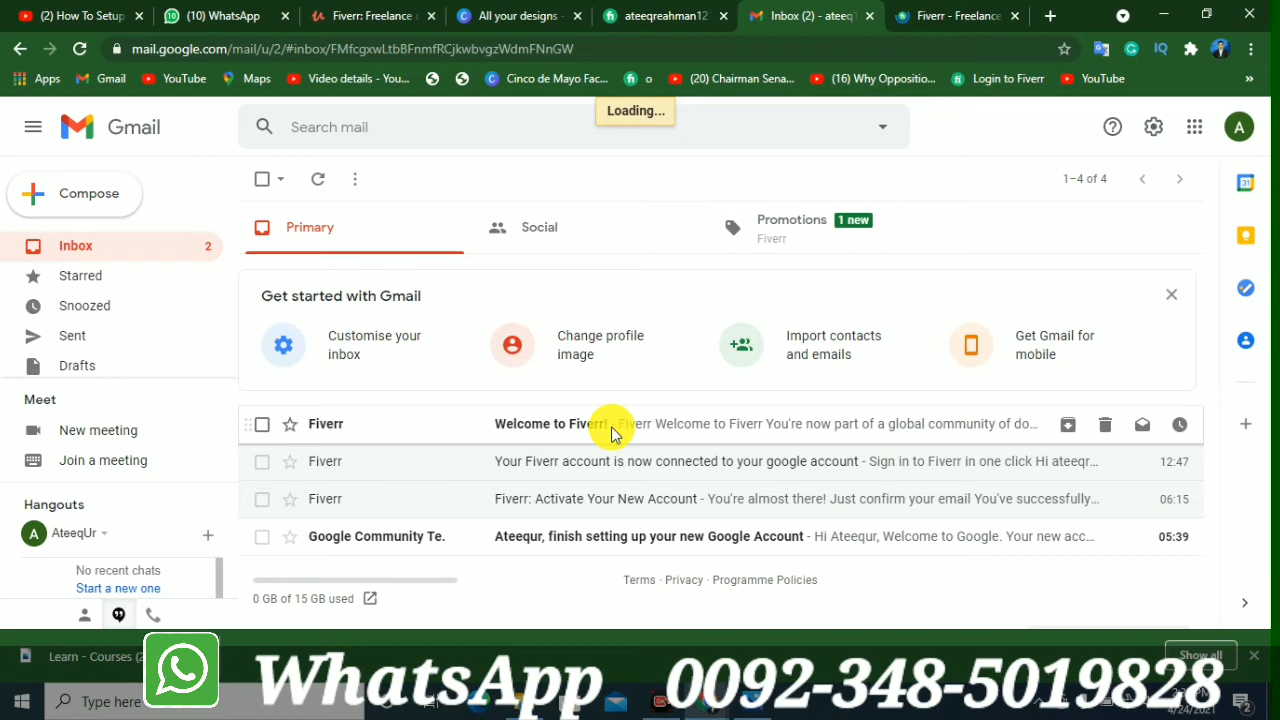 (2) How To Setup
(10) WhatsApp
Fiverr: Freelance
All your designs -
ateeqreahman12
Inbox (2) - ateeq1
Fiverr - Freelance
mail.google.com/mail/u/2/#inbox/FMfcgxwLtbBFnmfRCjkwbvgzWdmFNnGW
Apps
Gmail
YouTube
Maps
Video details - You...
Cinco de Mayo Fac...
o
(20) Chairman Sena...
(16) Why Oppositio...
Login to Fiverr
YouTube
Loading...
Gmail
Search mail
A
Compose
1–4 of 4
Inbox 2
Starred
Snoozed
Sent
Drafts
Primary
Social
Promotions 1 new
Fiverr
Get started with Gmail
Customise your
inbox
Change profile
image
Import contacts
and emails
Get Gmail for
mobile
Meet
New meeting
Join a meeting
Hangouts
A AteeqUr
No recent chats
Start a new one
Fiverr Welcome to Fiverr! - Fiverr Welcome to Fiverr You're now part of a global community of do...
Fiverr Your Fiverr account is now connected to your google account - Sign in to Fiverr in one click Hi ateeqr... 12:47
Fiverr Fiverr: Activate Your New Account - You're almost there! Just confirm your email You've successfully... 06:15
Google Community Te. Ateequr, finish setting up your new Google Account - Hi Ateequr, Welcome to Google. Your new acc... 05:39
Terms · Privacy · Programme Policies
0 GB of 15 GB used
Learn - Courses (2
Show all
WhatsApp 0092-348-5019828
Type here
4/24/2021